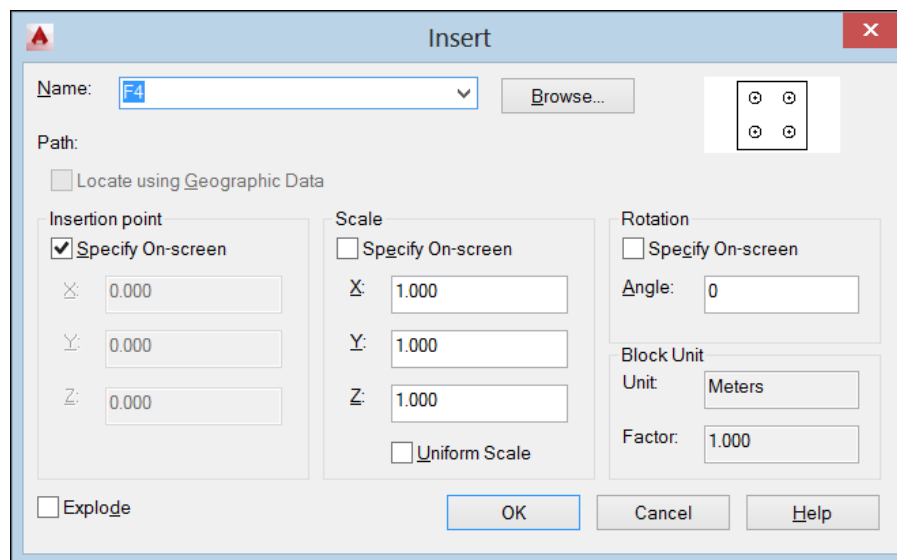 Insert
Name: F4 Browse...
Path:
Locate using Geographic Data
Insertion point
Specify On-screen
X: 0.000
Y: 0.000
Z: 0.000
Scale
Specify On-screen
X: 1.000
Y: 1.000
Z: 1.000
Uniform Scale
Rotation
Specify On-screen
Angle: 0
Block Unit
Unit: Meters
Factor: 1.000
Explode
OK Cancel Help